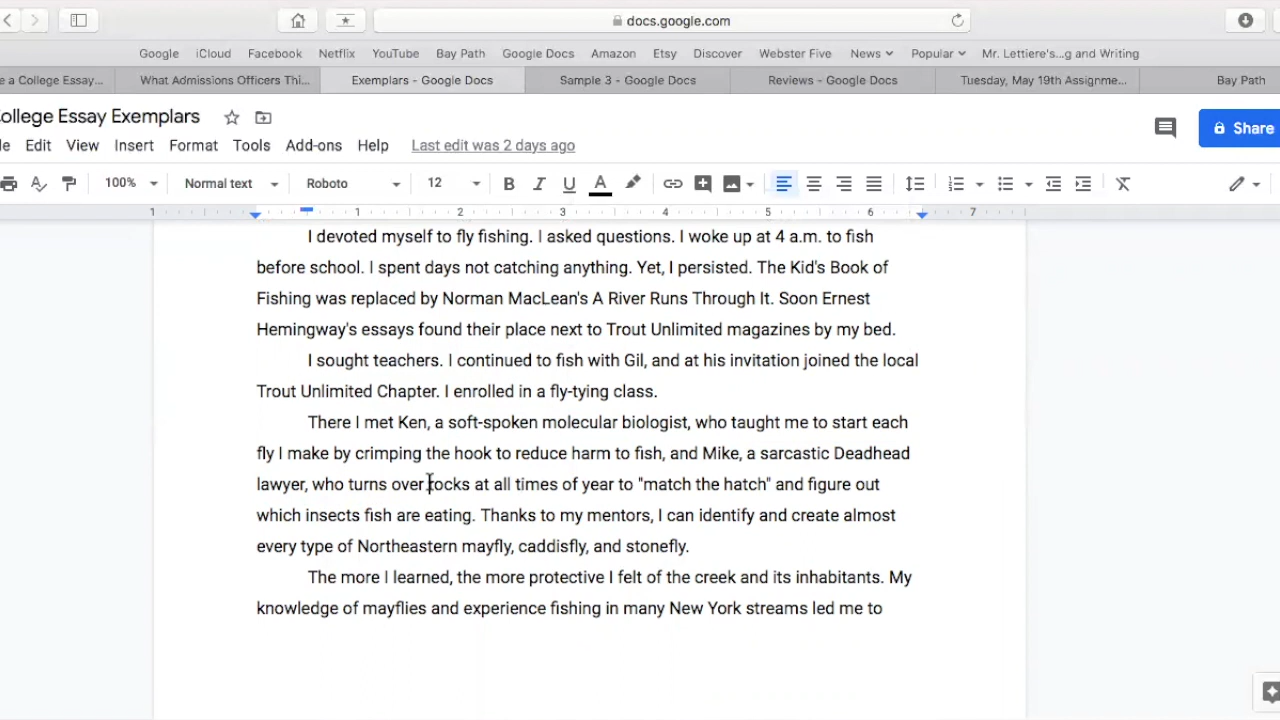 docs.google.com
Google iCloud Facebook Netflix YouTube Bay Path Google Docs Amazon Etsy Discover Webster Five News Popular Mr. Lettiere's...g and Writing
e a College Essay... What Admissions Officers Thi... Exemplars - Google Docs Sample 3 - Google Docs Reviews - Google Docs Tuesday, May 19th Assignme... Bay Path
ollege Essay Exemplars
le Edit View Insert Format Tools Add-ons Help Last edit was 2 days ago
Share
100% Normal text Roboto 12 B I U A
1 1 2 3 4 5 6 7
I devoted myself to fly fishing. I asked questions. I woke up at 4 a.m. to fish
before school. I spent days not catching anything. Yet, I persisted. The Kid's Book of
Fishing was replaced by Norman MacLean's A River Runs Through It. Soon Ernest
Hemingway's essays found their place next to Trout Unlimited magazines by my bed.
I sought teachers. I continued to fish with Gil, and at his invitation joined the local
Trout Unlimited Chapter. I enrolled in a fly-tying class.
There I met Ken, a soft-spoken molecular biologist, who taught me to start each
fly I make by crimping the hook to reduce harm to fish, and Mike, a sarcastic Deadhead
lawyer, who turns over rocks at all times of year to "match the hatch" and figure out
which insects fish are eating. Thanks to my mentors, I can identify and create almost
every type of Northeastern mayfly, caddisfly, and stonefly.
The more I learned, the more protective I felt of the creek and its inhabitants. My
knowledge of mayflies and experience fishing in many New York streams led me to